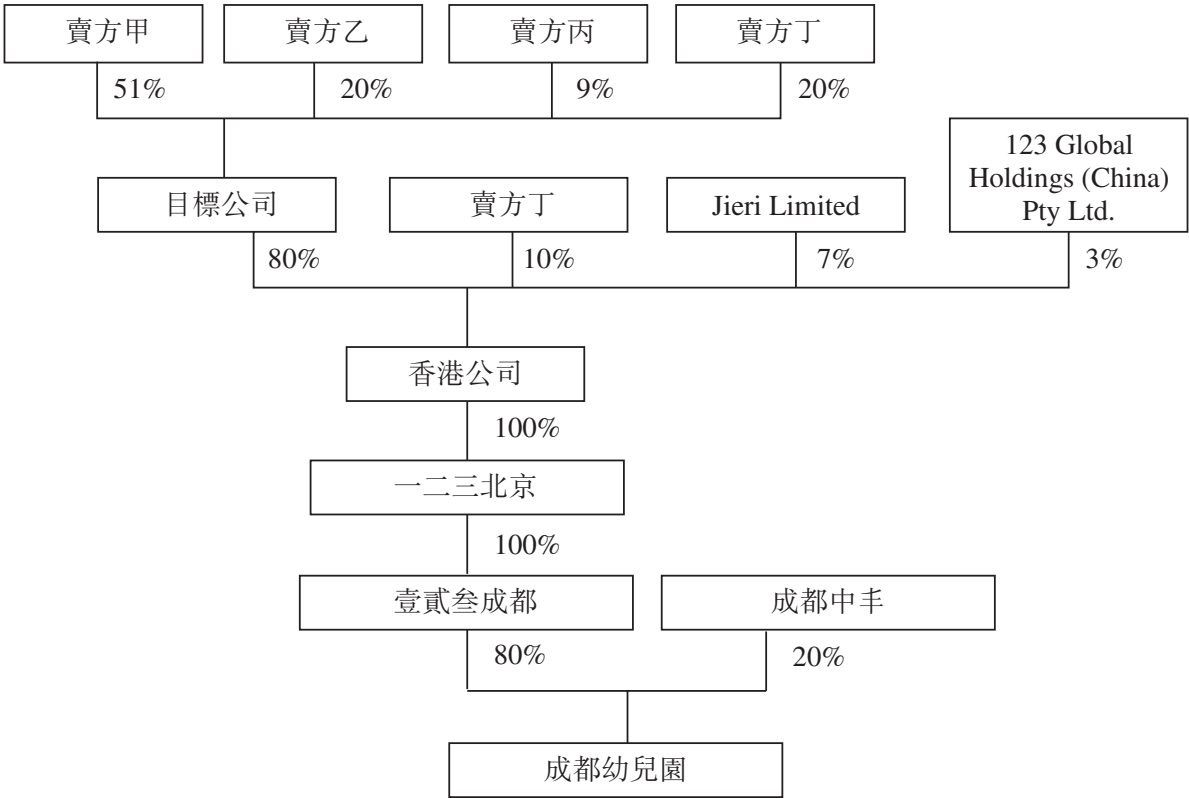 賣方甲
賣方乙
賣方丙
賣方丁
51%
20%
9%
20%
123 Global
Holdings (China)
Pty Ltd.
目標公司
賣方丁
Jieri Limited
80%
10%
7%
3%
香港公司
100%
一二三北京
100%
壹貳叁成都
成都中丰
80%
20%
成都幼兒園